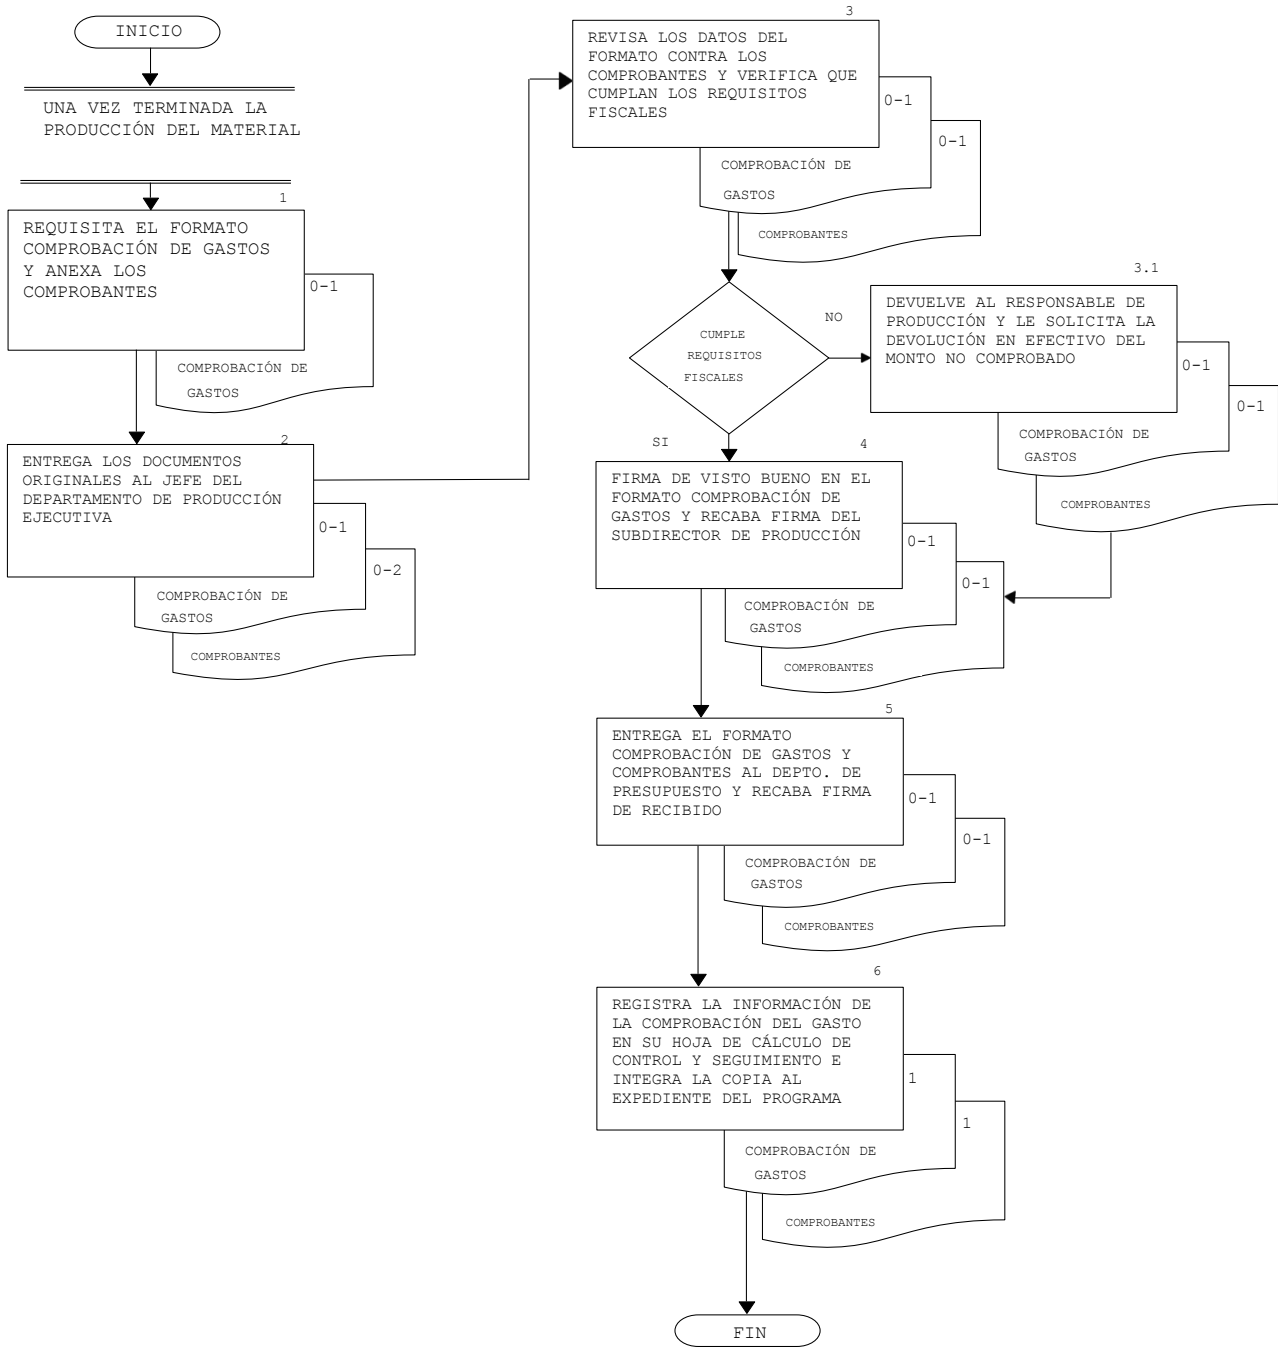 INICIO
UNA VEZ TERMINADA LA
PRODUCCIÓN DEL MATERIAL
1
REQUISITA EL FORMATO
COMPROBACIÓN DE GASTOS
Y ANEXA LOS
COMPROBANTES
0-1
COMPROBACIÓN DE
GASTOS
2
ENTREGA LOS DOCUMENTOS
ORIGINALES AL JEFE DEL
DEPARTAMENTO DE PRODUCCIÓN
EJECUTIVA
0-1
0-2
COMPROBACIÓN DE
GASTOS
COMPROBANTES
3
REVISA LOS DATOS DEL
FORMATO CONTRA LOS
COMPROBANTES Y VERIFICA QUE
CUMPLAN LOS REQUISITOS
FISCALES
0-1
0-1
COMPROBACIÓN DE
GASTOS
COMPROBANTES
CUMPLE
REQUISITOS
FISCALES
NO
3.1
DEVUELVE AL RESPONSABLE DE
PRODUCCIÓN Y LE SOLICITA LA
DEVOLUCIÓN EN EFECTIVO DEL
MONTO NO COMPROBADO
0-1
0-1
COMPROBACIÓN DE
GASTOS
COMPROBANTES
SI
4
FIRMA DE VISTO BUENO EN EL
FORMATO COMPROBACIÓN DE
GASTOS Y RECABA FIRMA DEL
SUBDIRECTOR DE PRODUCCIÓN
0-1
0-1
COMPROBACIÓN DE
GASTOS
COMPROBANTES
5
ENTREGA EL FORMATO
COMPROBACIÓN DE GASTOS Y
COMPROBANTES AL DEPTO. DE
PRESUPUESTO Y RECABA FIRMA
DE RECIBIDO
0-1
0-1
COMPROBACIÓN DE
GASTOS
COMPROBANTES
6
REGISTRA LA INFORMACIÓN DE
LA COMPROBACIÓN DEL GASTO
EN SU HOJA DE CÁLCULO DE
CONTROL Y SEGUIMIENTO E
INTEGRA LA COPIA AL
EXPEDIENTE DEL PROGRAMA
1
1
COMPROBACIÓN DE
GASTOS
COMPROBANTES
FIN